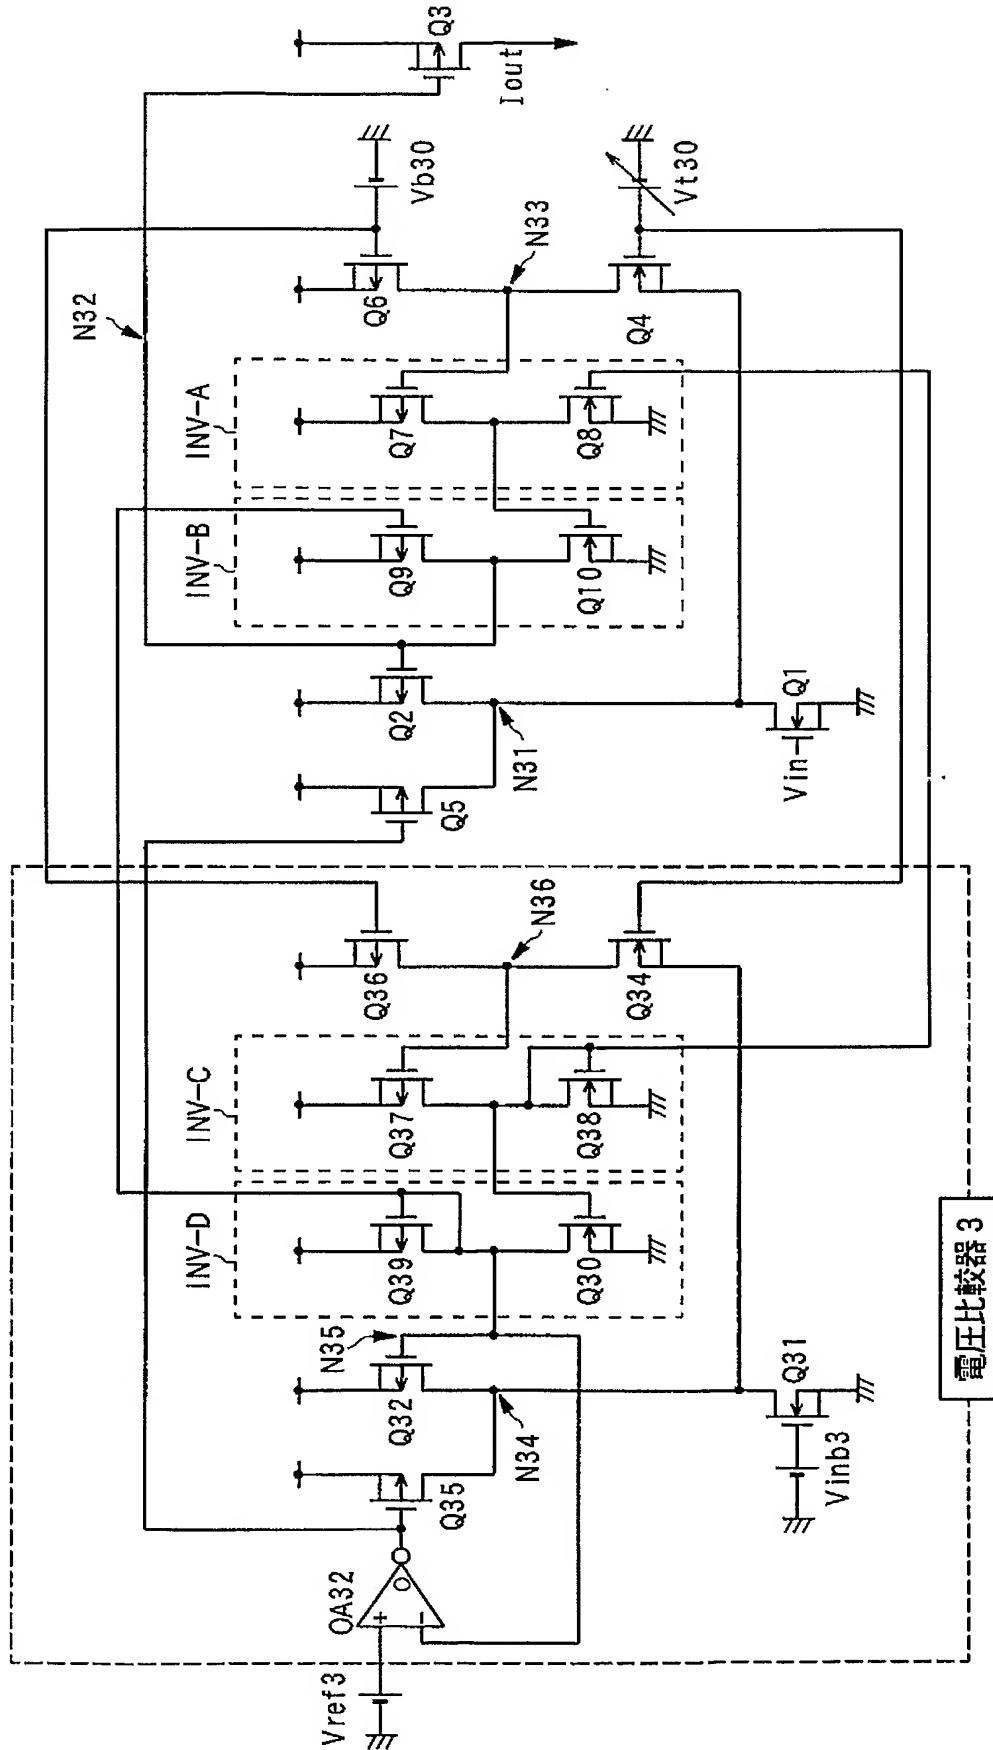 N32
INV-D
INV-C
INV-B
INV-A
Vref3
OA32
+
-
O
N35
Q36
Q6
Q32
Q39
Q37
Q2
Q9
Q7
Vb30
Q3
Q35
Q5
Iout
N34
N36
N31
N33
Q30
Q38
Q10
Q8
Q34
Q4
Vt30
Q31
Vin
Q1
Vinb3
電圧比較器3